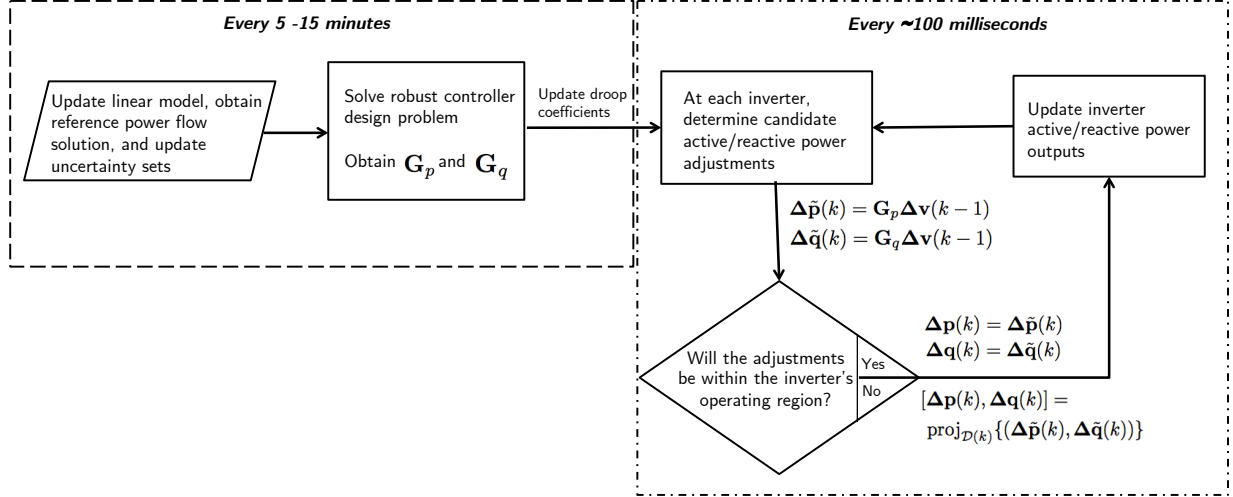 Every 5 -15 minutes
Update linear model, obtain
reference power flow
solution, and update
uncertainty sets
Solve robust controller
design problem
Obtain G_p and G_q
Update droop
coefficients
Every ~100 milliseconds
At each inverter,
determine candidate
active/reactive power
adjustments
Update inverter
active/reactive power
outputs
Δp̃(k) = G_pΔv(k − 1)
Δq̃(k) = G_qΔv(k − 1)
Will the adjustments
be within the inverter's
operating region?
Yes
No
Δp(k) = Δp̃(k)
Δq(k) = Δq̃(k)
[Δp(k), Δq(k)] =
proj_{𝒟(k)}{(Δp̃(k), Δq̃(k))}